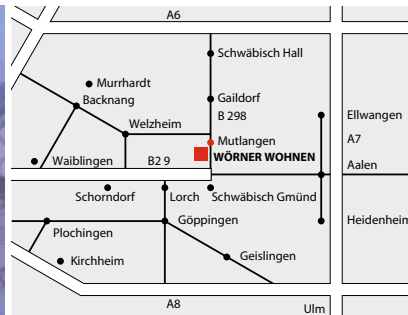 A6
Schwäbisch Hall
Murrhardt
Backnang
Gaildorf
B 298
Ellwangen
Welzheim
Mutlangen
A7
Waiblingen
B2 9
WÖRNER WOHNEN
Aalen
Schorndorf
Lorch
Schwäbisch Gmünd
Göppingen
Heidenheim
Plochingen
Kirchheim
Geislingen
A8
Ulm